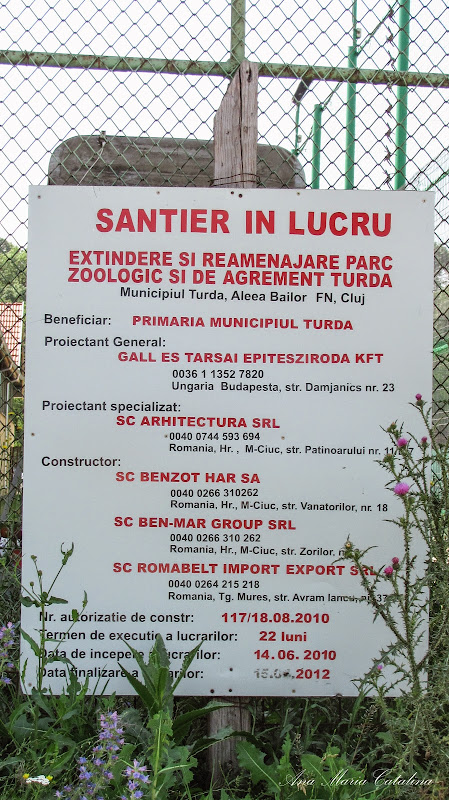 SANTIER IN LUCRU
EXTINDERE SI REAMENAJARE PARC
ZOOLOGIC SI DE AGREMENT TURDA
Municipiul Turda, Aleea Bailor FN, Cluj
Beneficiar: PRIMARIA MUNICIPIUL TURDA
Proiectant General:
GALL ES TARSAI EPITESZIRODA KFT
0036 1 1352 7820
Ungaria Budapesta, str. Damjanics nr. 23
Proiectant specializat:
SC ARHITECTURA SRL
0040 0744 593 694
Romania, Hr. , M-Ciuc, str. Patinoarului nr.
Constructor:
SC BENZOT HAR SA
0040 0266 310262
Romania, Hr., M-Ciuc, str. Vanatorilor, nr. 18
SC BEN-MAR GROUP SRL
0040 0266 310 262
Romania, Hr., M-Ciuc, str. Zorilor,
SC ROMABELT IMPORT EXPORT SRL
0040 0264 215 218
Romania, Tg. Mures, str. Avram Iancu,
Nr. autorizatie de constr: 117/18.08.2010
Termen de executie a lucrarilor: 22 luni
Data de incepere a lucrarilor: 14.06.2010
Data finalizare a 2012
Ana Maria Catalina